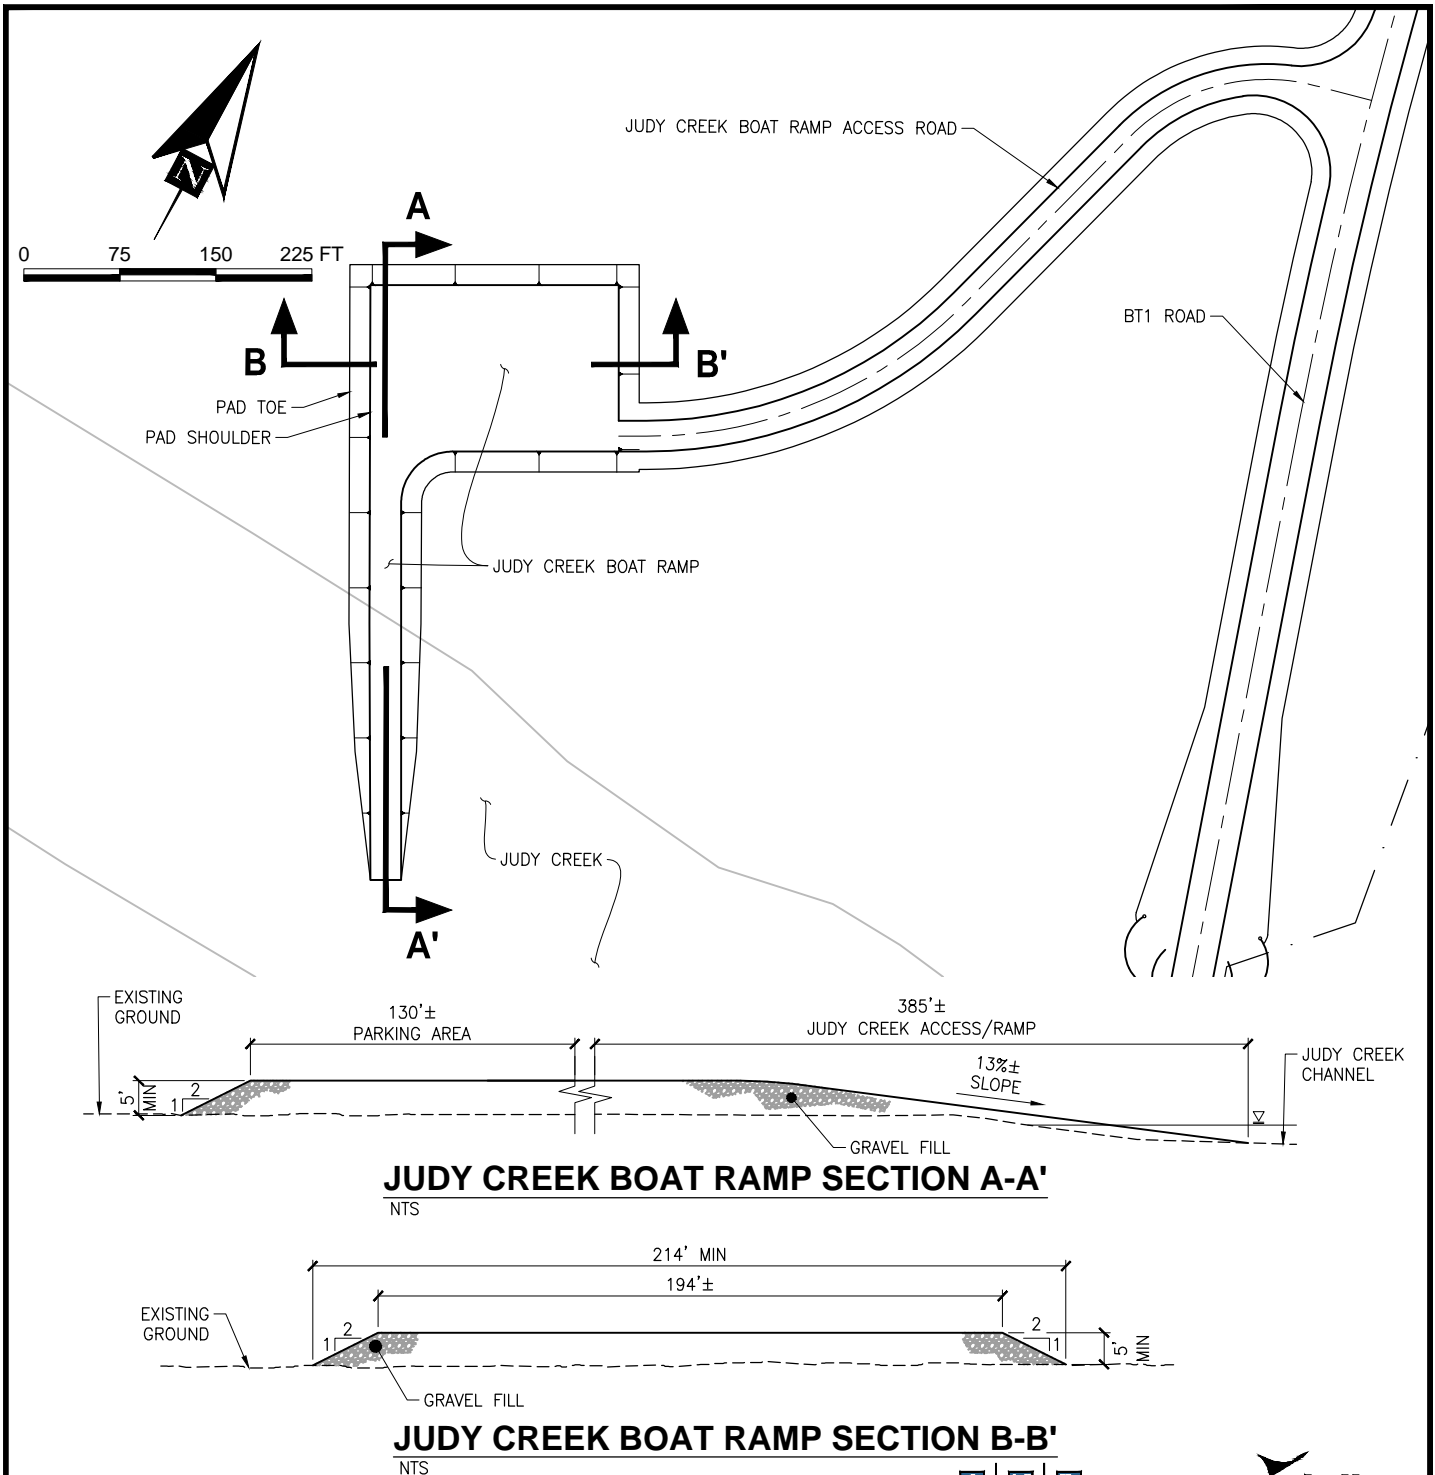 JUDY CREEK BOAT RAMP ACCESS ROAD
N
A
0 75 150 225 FT
BT1 ROAD
B
B'
PAD TOE
PAD SHOULDER
JUDY CREEK BOAT RAMP
JUDY CREEK
A'
EXISTING
GROUND
130'±
PARKING AREA
385'±
JUDY CREEK ACCESS/RAMP
13%±
SLOPE
JUDY CREEK
CHANNEL
5'
MIN
2
1
GRAVEL FILL
JUDY CREEK BOAT RAMP SECTION A-A'
NTS
214' MIN
194'±
EXISTING
GROUND
2
1
2
1
5'
MIN
GRAVEL FILL
JUDY CREEK BOAT RAMP SECTION B-B'
NTS